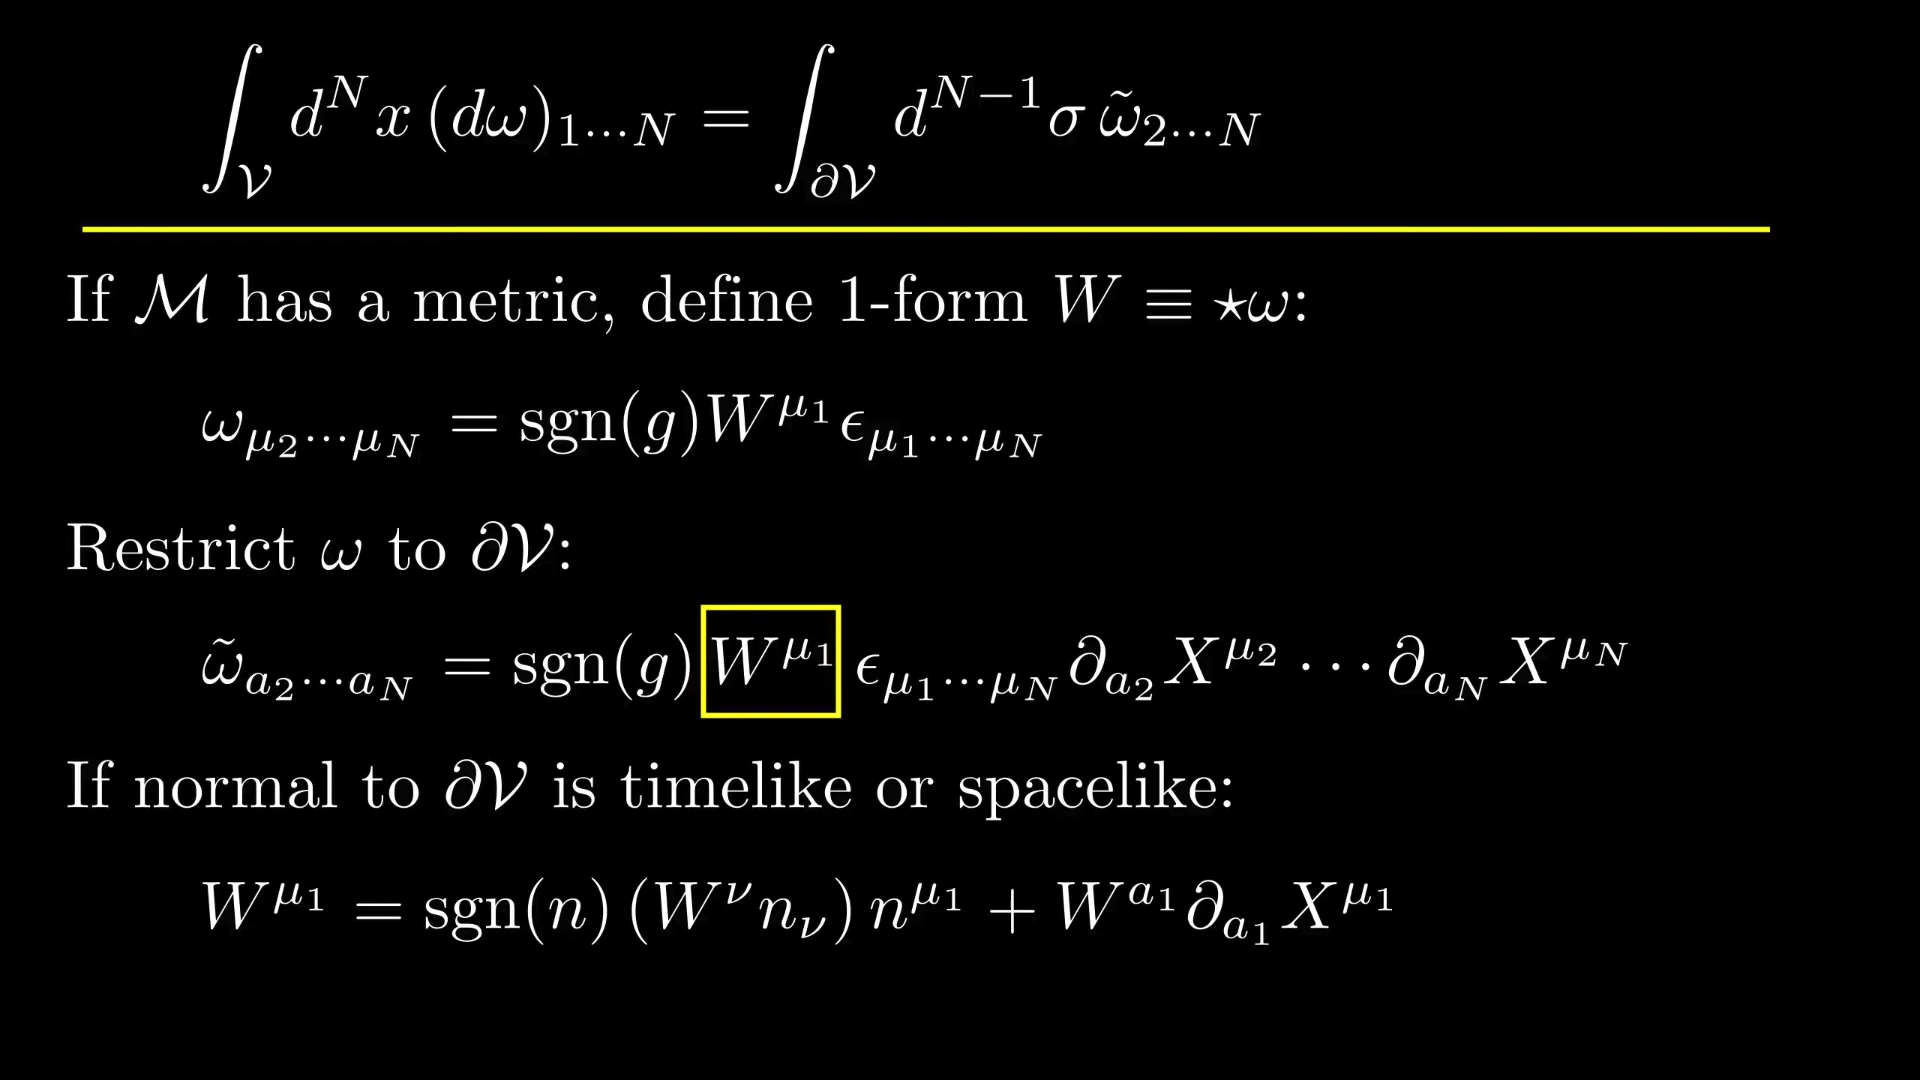 ∫_𝒱 d^N x (dω)_{1⋯N} = ∫_{∂𝒱} d^{N−1}σ ω̃_{2⋯N}
If ℳ has a metric, define 1-form W ≡ ⋆ω:
ω_{μ₂⋯μ_N} = sgn(g)W^{μ₁} ϵ_{μ₁⋯μ_N}
Restrict ω to ∂𝒱:
ω̃_{a₂⋯a_N} = sgn(g) W^{μ₁} ϵ_{μ₁⋯μ_N} ∂_{a₂}X^{μ₂} ⋯ ∂_{a_N}X^{μ_N}
If normal to ∂𝒱 is timelike or spacelike:
W^{μ₁} = sgn(n) (W^ν n_ν) n^{μ₁} + W^{a₁}∂_{a₁}X^{μ₁}